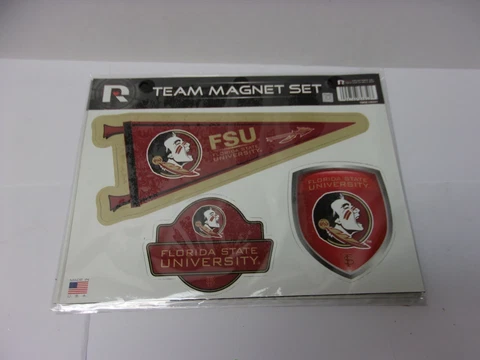 R
TEAM MAGNET SET
FSU
FLORIDA STATE
UNIVERSITY
FLORIDA STATE
UNIVERSITY